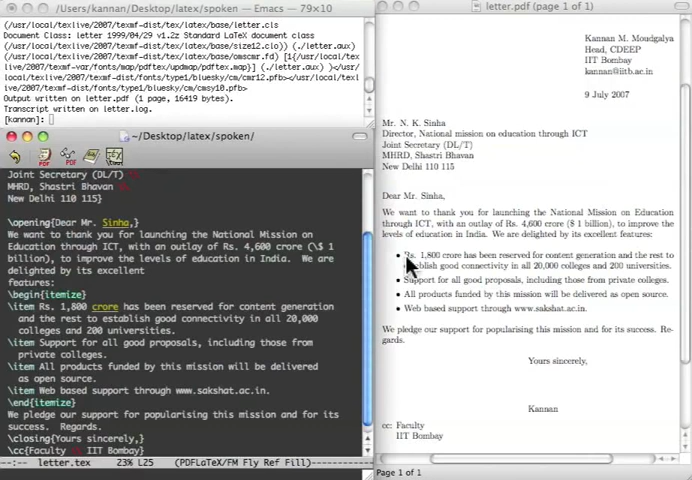 /usr/local/texlive/2007/texmf — bash — 79×10
(/usr/local/texlive/2007/texmf-dist/tex/latex/base/letter.cls
Document Class: letter 1999/04/29 v1.2z Standard LaTeX document class
(/usr/local/texlive/2007/texmf-dist/tex/latex/base/size12.clo)) (./letter.aux)
(/usr/local/texlive/2007/texmf-dist/tex/latex/base/omscmr.fd) [1{/usr/local/tex
live/2007/texmf-var/fonts/map/pdftex/updmap/pdftex.map}] (./letter.aux) )</usr/
local/texlive/2007/texmf-dist/fonts/type1/bluesky/cm/cmr12.pfb></usr/local/texl
ive/2007/texmf-dist/fonts/type1/bluesky/cm/cmsy10.pfb>
Output written on letter.pdf (1 page, 16419 bytes).
Transcript written on letter.log.
[kannan]:
~/Desktop/latex/spoken/
Joint Secretary (DL/T) \\
MHRD, Shastri Bhavan \\
New Delhi 110 115}
\opening{Dear Mr. Sinha,}
We want to thank you for launching the National Mission on
Education through ICT, with an outlay of Rs. 4,600 crore (\$ 1
billion), to improve the levels of education in India.  We are
delighted by its excellent
features:
\begin{itemize}
\item Rs. 1,800 crore has been reserved for content generation
and the rest to establish good connectivity in all 20,000
colleges and 200 universities.
\item Support for all good proposals, including those from
private colleges.
\item All products funded by this mission will be delivered
as open source.
\item Web based support through www.sakshat.ac.in.
\end{itemize}
We pledge our support for popularising this mission and for its
success.  Regards.
\closing{Yours sincerely,}
\cc{Faculty \\ IIT Bombay}
--:-- letter.tex 23% L25 (PDFLaTeX/FM Fly Ref Fill)
letter.pdf (page 1 of 1)
Kannan M. Moudgalya
Head, CDEEP
IIT Bombay
kannan@iitb.ac.in
9 July 2007
Mr. N. K. Sinha
Director, National mission on education through ICT
Joint Secretary (DL/T)
MHRD, Shastri Bhavan
New Delhi 110 115
Dear Mr. Sinha,
We want to thank you for launching the National Mission on Education
through ICT, with an outlay of Rs. 4,600 crore ($ 1 billion), to improve the
levels of education in India. We are delighted by its excellent features:
• Rs. 1,800 crore has been reserved for content generation and the rest to
establish good connectivity in all 20,000 colleges and 200 universities.
• Support for all good proposals, including those from private colleges.
• All products funded by this mission will be delivered as open source.
• Web based support through www.sakshat.ac.in.
We pledge our support for popularising this mission and for its success. Re-
gards.
Yours sincerely,
Kannan
cc: Faculty
IIT Bombay
Page 1 of 1